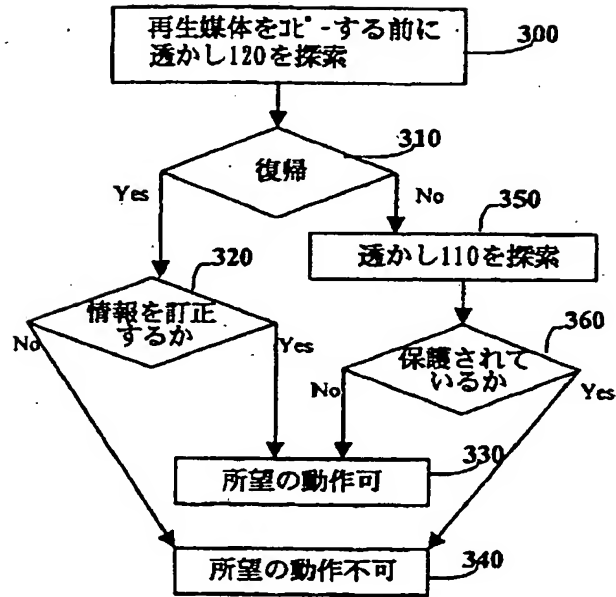 再生媒体をｺﾋﾟｰする前に
透かし120を探索
300
復帰
310
Yes
No
350
透かし110を探索
320
情報を訂正
するか
No
Yes
360
保護されて
いるか
No
Yes
所望の動作可
330
所望の動作不可
340